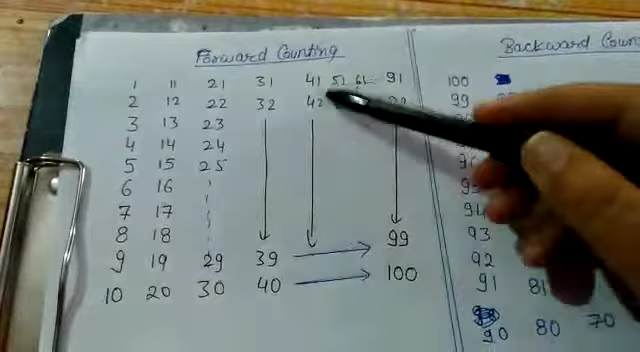 Forward Counting
1 11 21 31 41 51 61 91
2 12 22 32 42
3 13 23
4 14 24
5 15 25
6 16
7 17
8 18 99
9 19 29 39
10 20 30 40 100
Backward
100
99
94
93
92
91 81
90 80 70